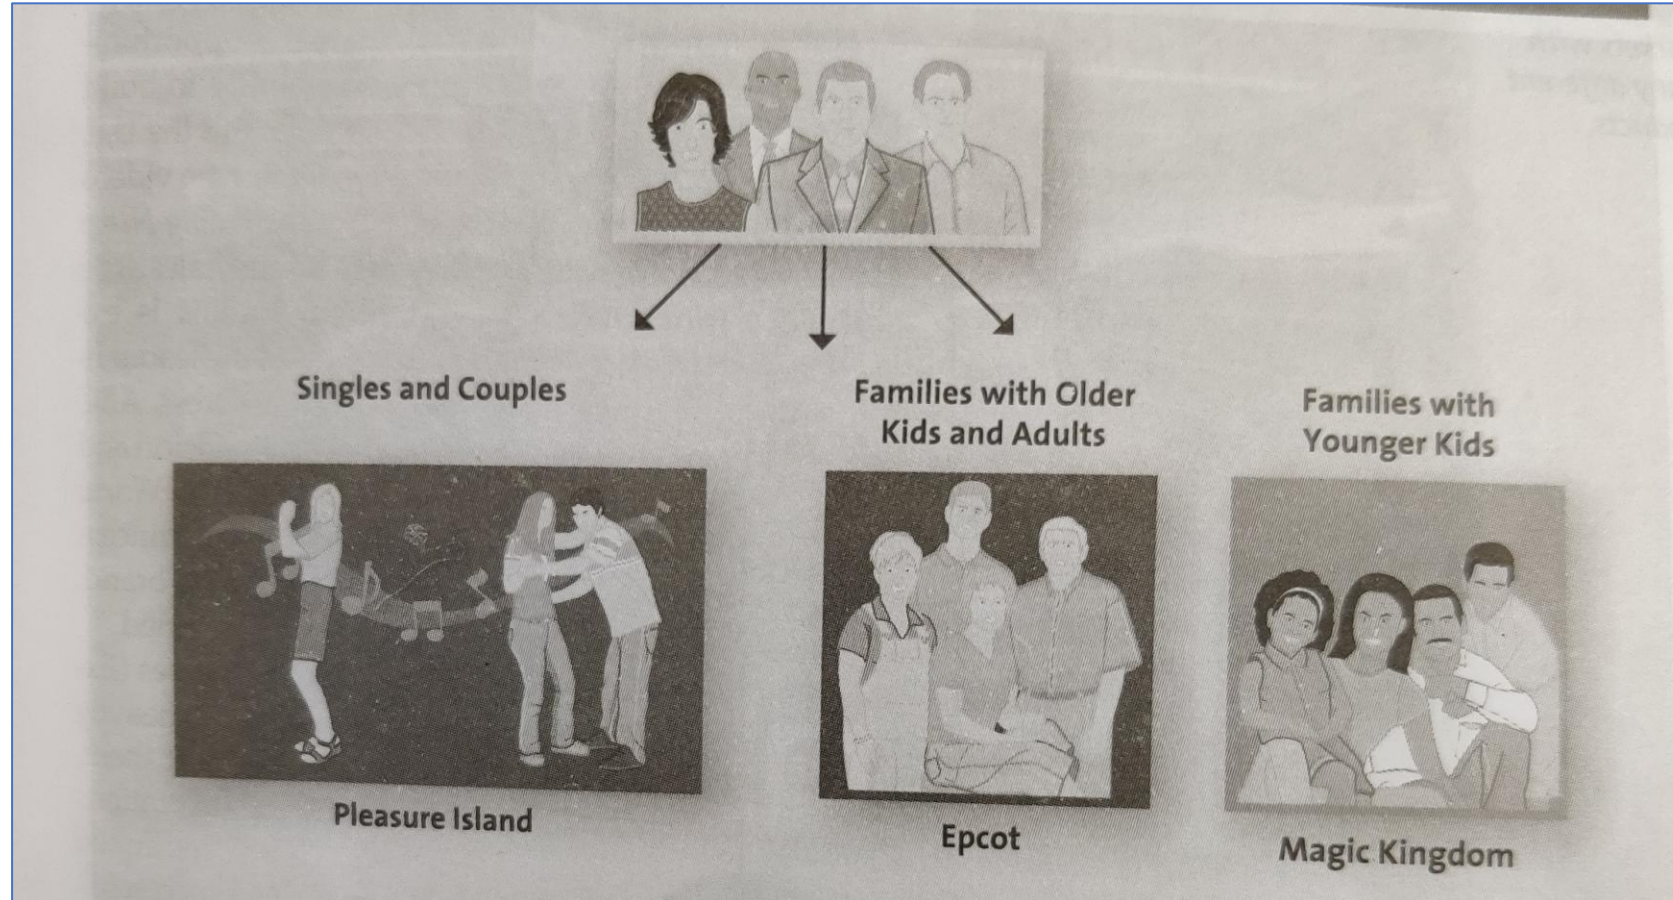 Singles and Couples
Families with Older
Kids and Adults
Families with
Younger Kids
Pleasure Island
Epcot
Magic Kingdom